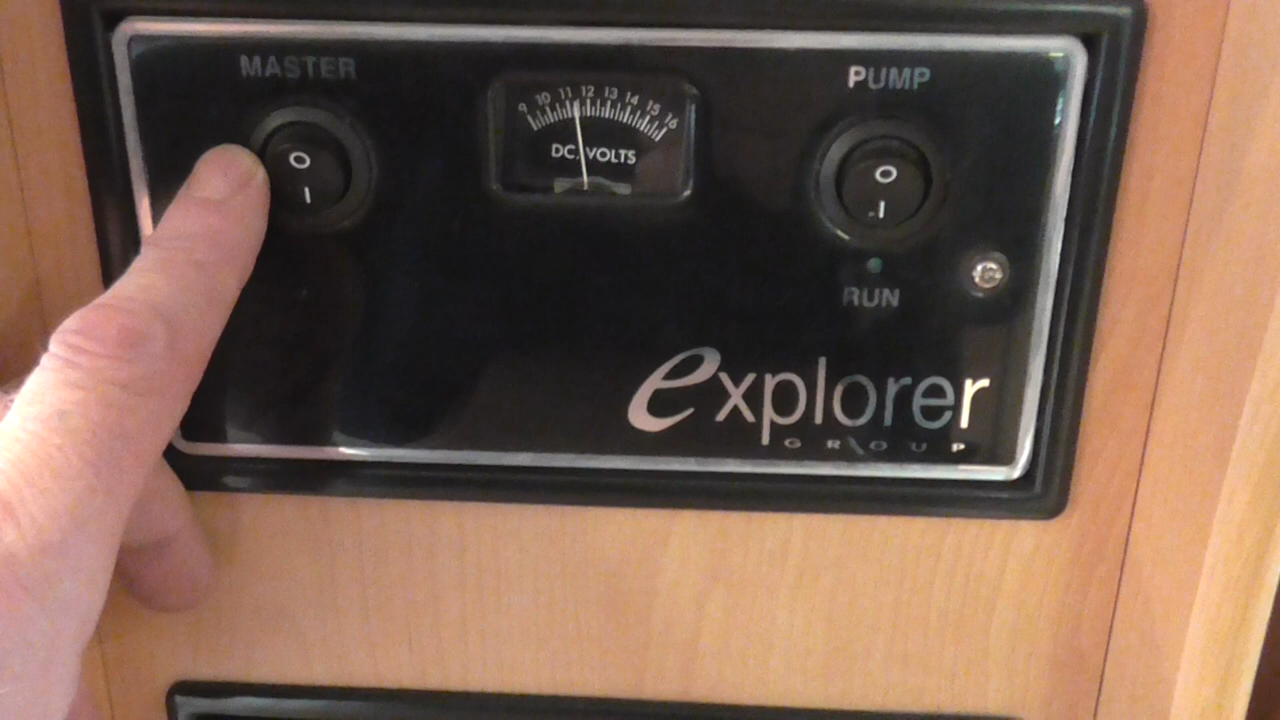 MASTER
PUMP
9 10 11 12 13 14 15 16
DC. VOLTS
O
I
O
I
RUN
explorer
GROUP